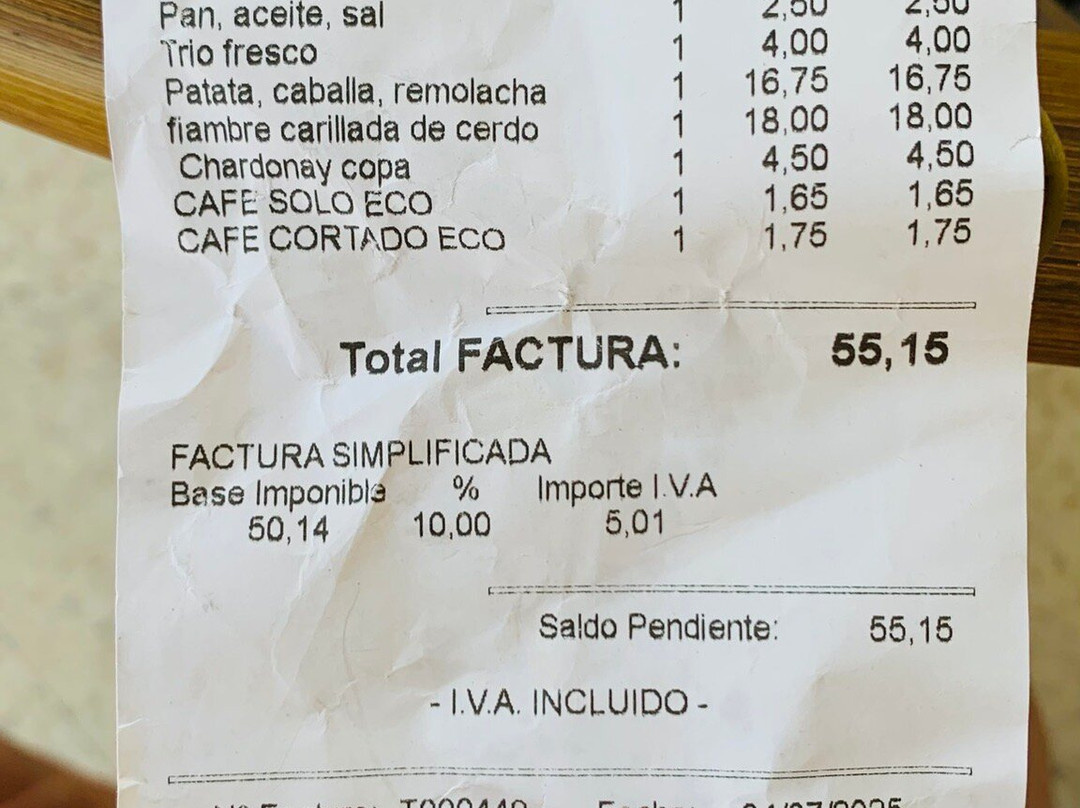 Pan, aceite, sal 1 2,50 2,50
Trio fresco 1 4,00 4,00
Patata, caballa, remolacha 1 16,75 16,75
fiambre carillada de cerdo 1 18,00 18,00
Chardonay copa 1 4,50 4,50
CAFE SOLO ECO 1 1,65 1,65
CAFE CORTADO ECO 1 1,75 1,75
Total FACTURA: 55,15
FACTURA SIMPLIFICADA
Base Imponible % Importe I.V.A
50,14 10,00 5,01
Saldo Pendiente: 55,15
- I.V.A. INCLUIDO -